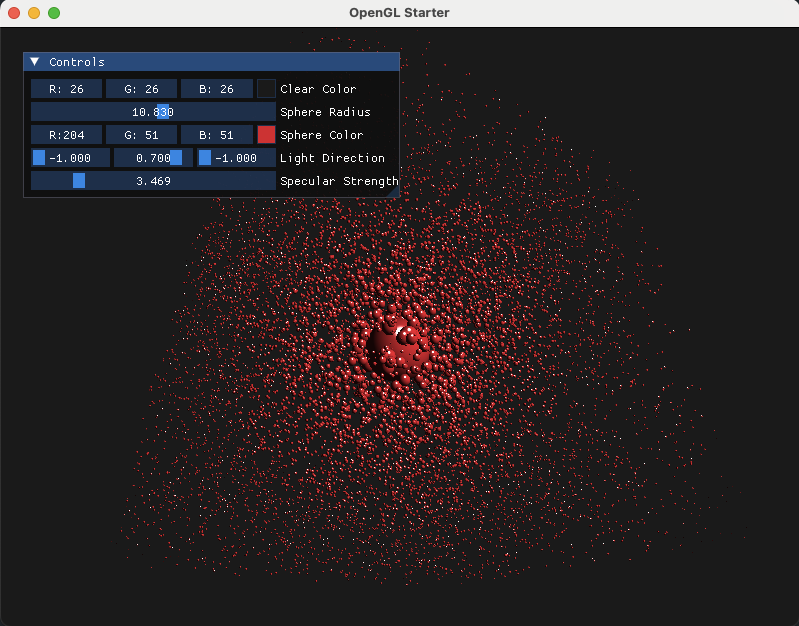 OpenGL Starter
Controls
R: 26 G: 26 B: 26 Clear Color
10.830 Sphere Radius
R:204 G: 51 B: 51 Sphere Color
-1.000 0.700 -1.000 Light Direction
3.469 Specular Strength